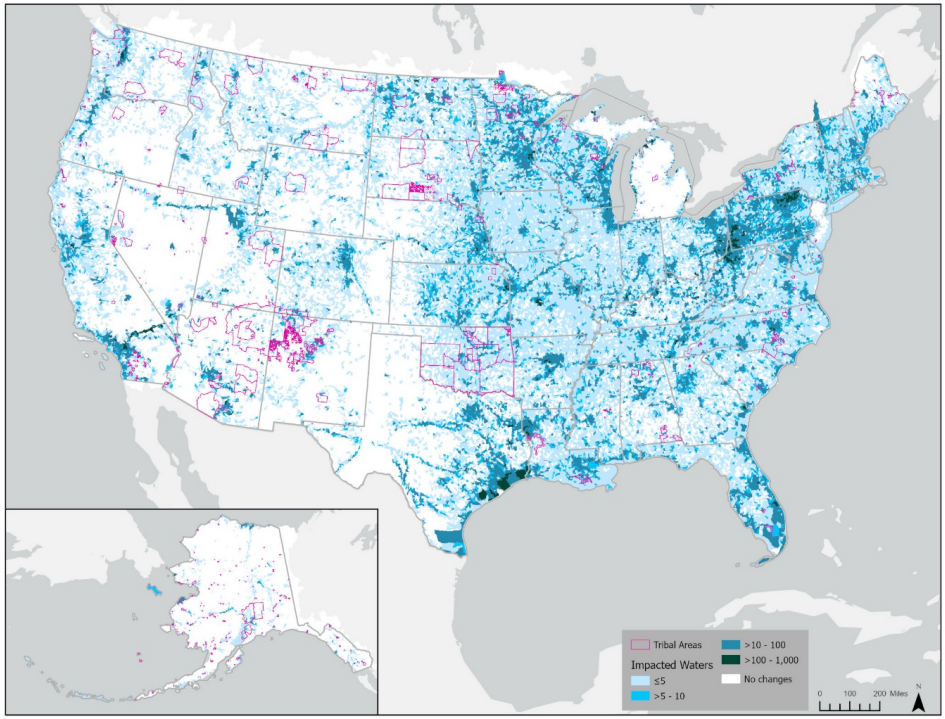 Tribal Areas
Impacted Waters
≤5
>5 - 10
>10 - 100
>100 - 1,000
No changes
N
0 100 200 Miles